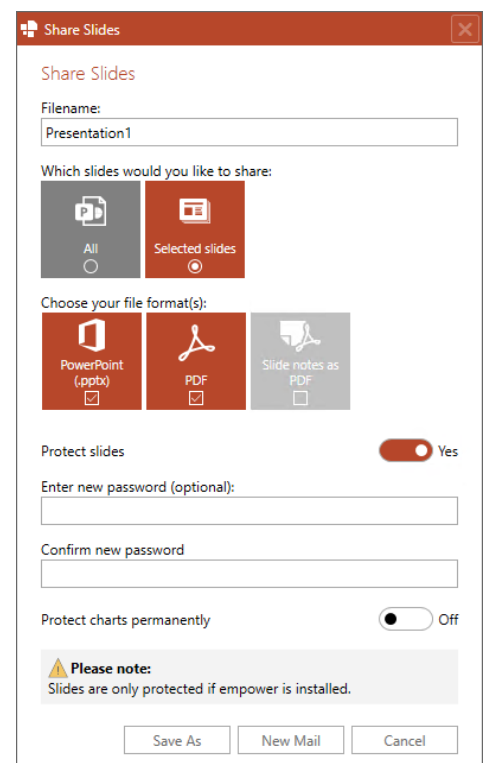 Share Slides
Share Slides
Filename:
Presentation1
Which slides would you like to share:
All
Selected slides
Choose your file format(s):
PowerPoint
(.pptx)
PDF
Slide notes as
PDF
Protect slides
Yes
Enter new password (optional):
Confirm new password
Protect charts permanently
Off
Please note:
Slides are only protected if empower is installed.
Save As
New Mail
Cancel